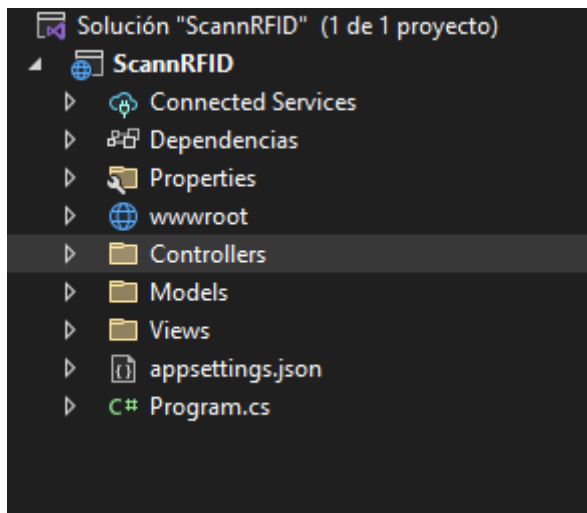 Solución "ScannRFID" (1 de 1 proyecto)
ScannRFID
Connected Services
Dependencias
Properties
wwwroot
Controllers
Models
Views
appsettings.json
C# Program.cs